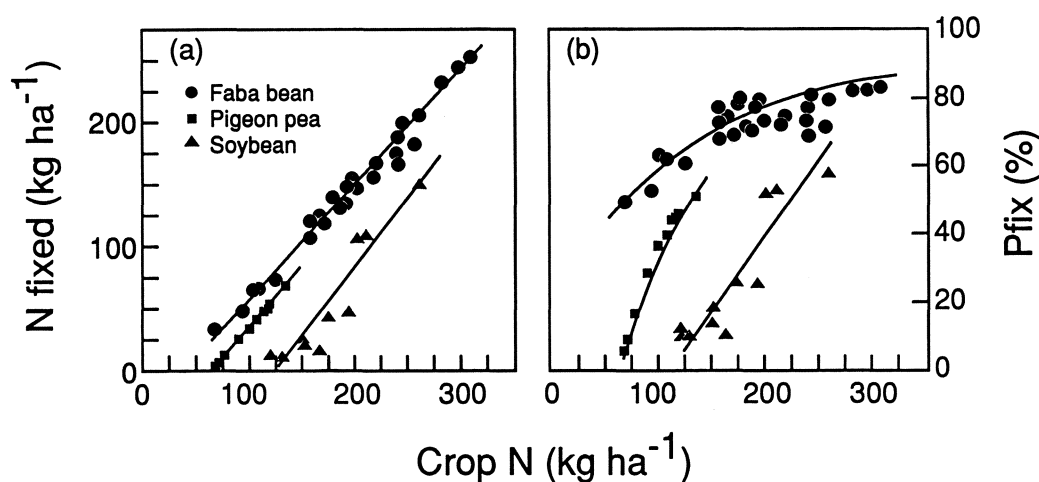 (a)
Faba bean
Pigeon pea
Soybean
N fixed (kg ha⁻¹)
200
100
0
0 100 200 300
(b)
Pfix (%)
100
80
60
40
20
0
0 100 200 300
Crop N (kg ha⁻¹)